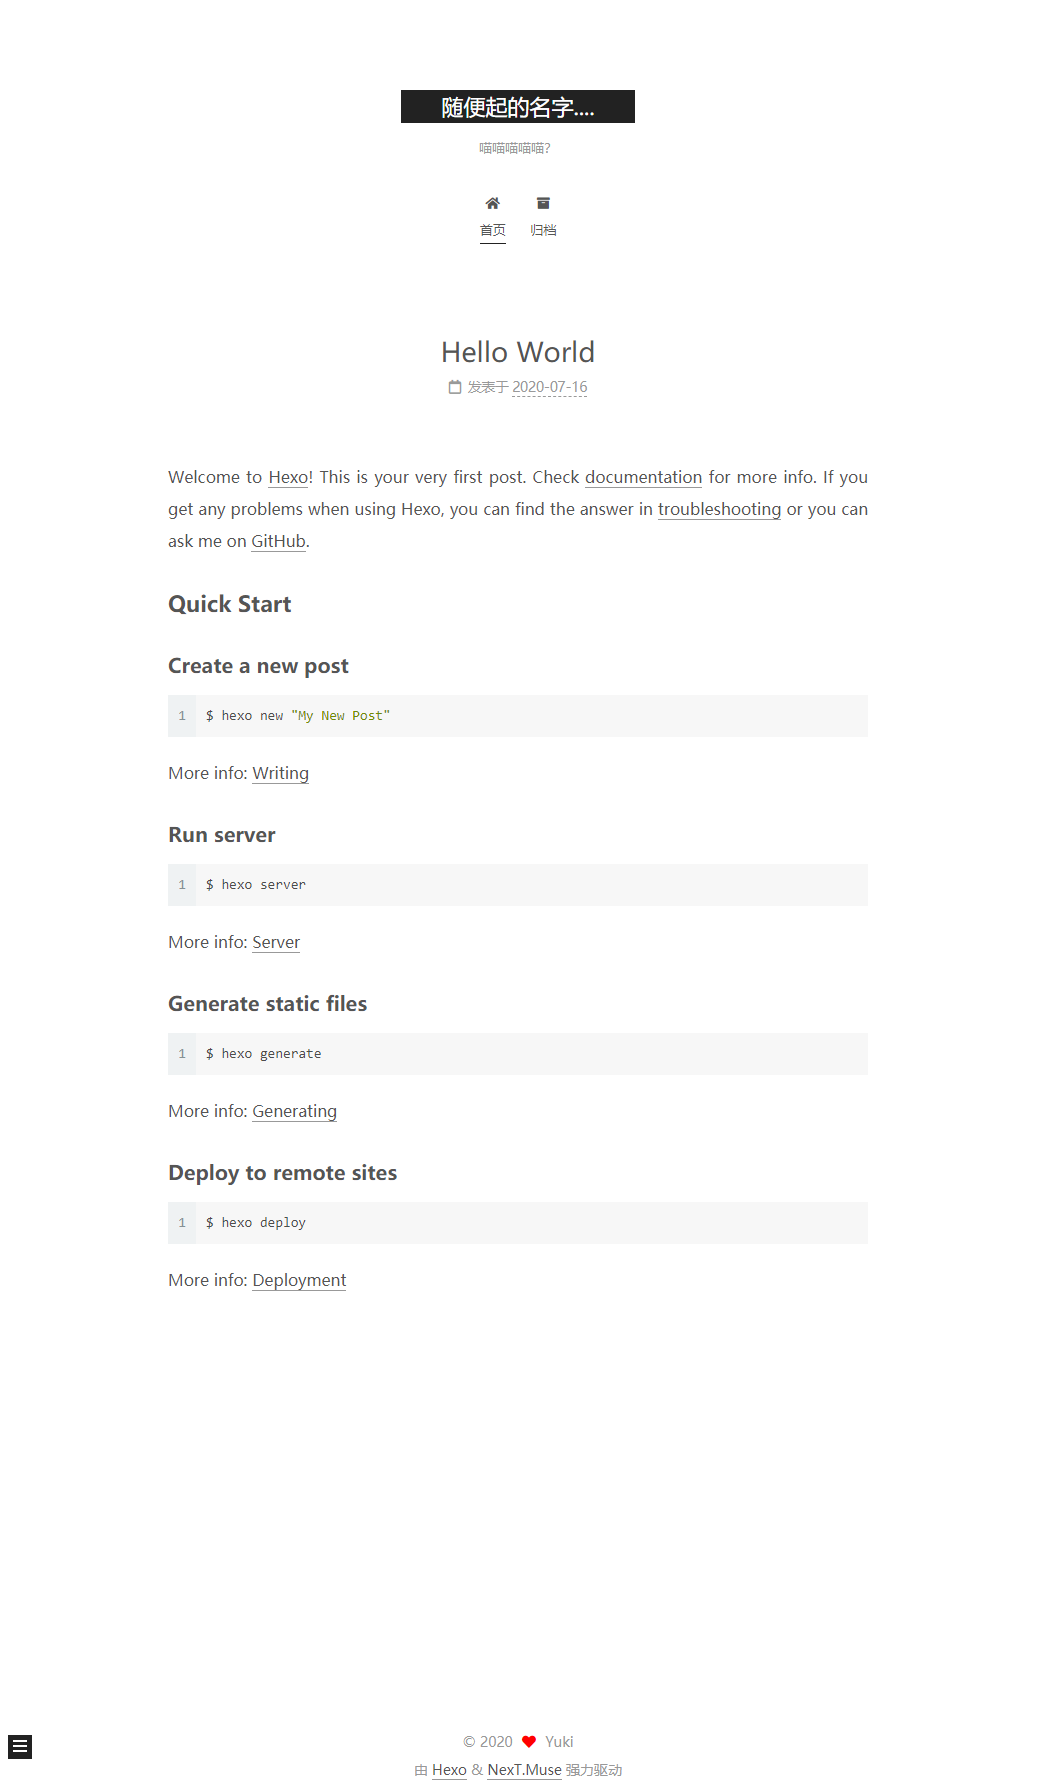 随便起的名字....
喵喵喵喵喵?
首页 归档
Hello World
发表于 2020-07-16
Welcome to Hexo! This is your very first post. Check documentation for more info. If you
get any problems when using Hexo, you can find the answer in troubleshooting or you can
ask me on GitHub.
Quick Start
Create a new post
1 $ hexo new "My New Post"
More info: Writing
Run server
1 $ hexo server
More info: Server
Generate static files
1 $ hexo generate
More info: Generating
Deploy to remote sites
1 $ hexo deploy
More info: Deployment
© 2020 Yuki
由 Hexo & NexT.Muse 强力驱动